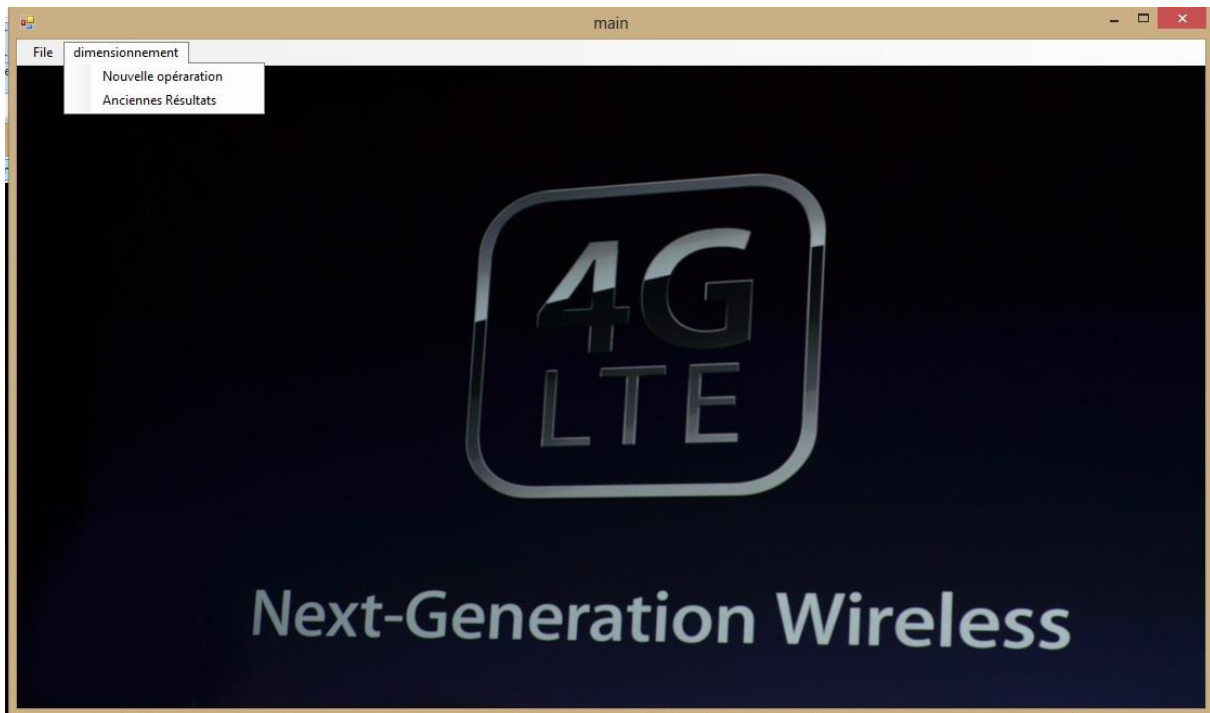 main
File dimensionnement
Nouvelle opéraration
Anciennes Résultats
4G
LTE
Next-Generation Wireless